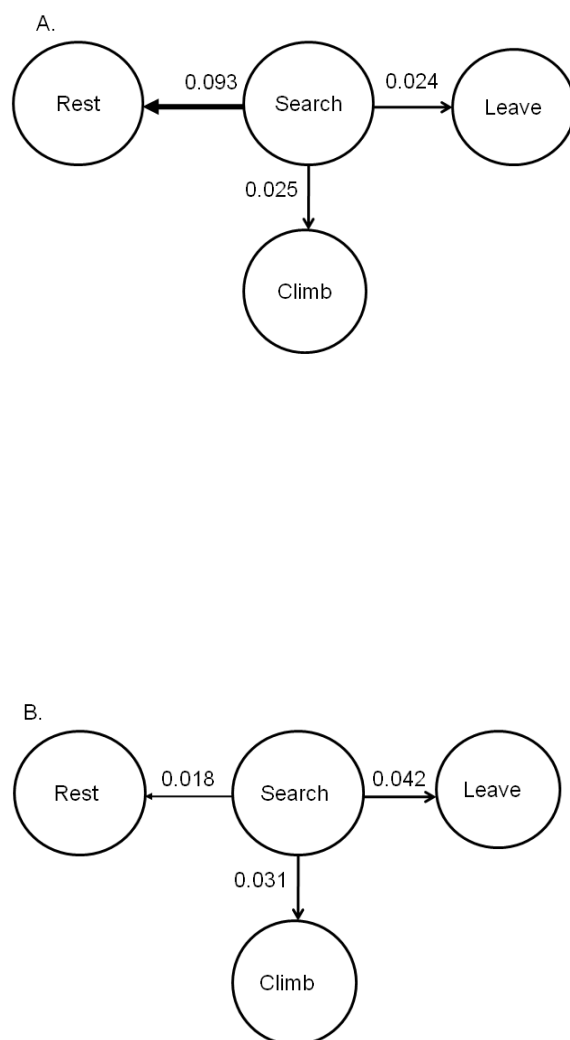 A.
Rest
0.093
Search
0.024
Leave
0.025
Climb
B.
Rest
0.018
Search
0.042
Leave
0.031
Climb